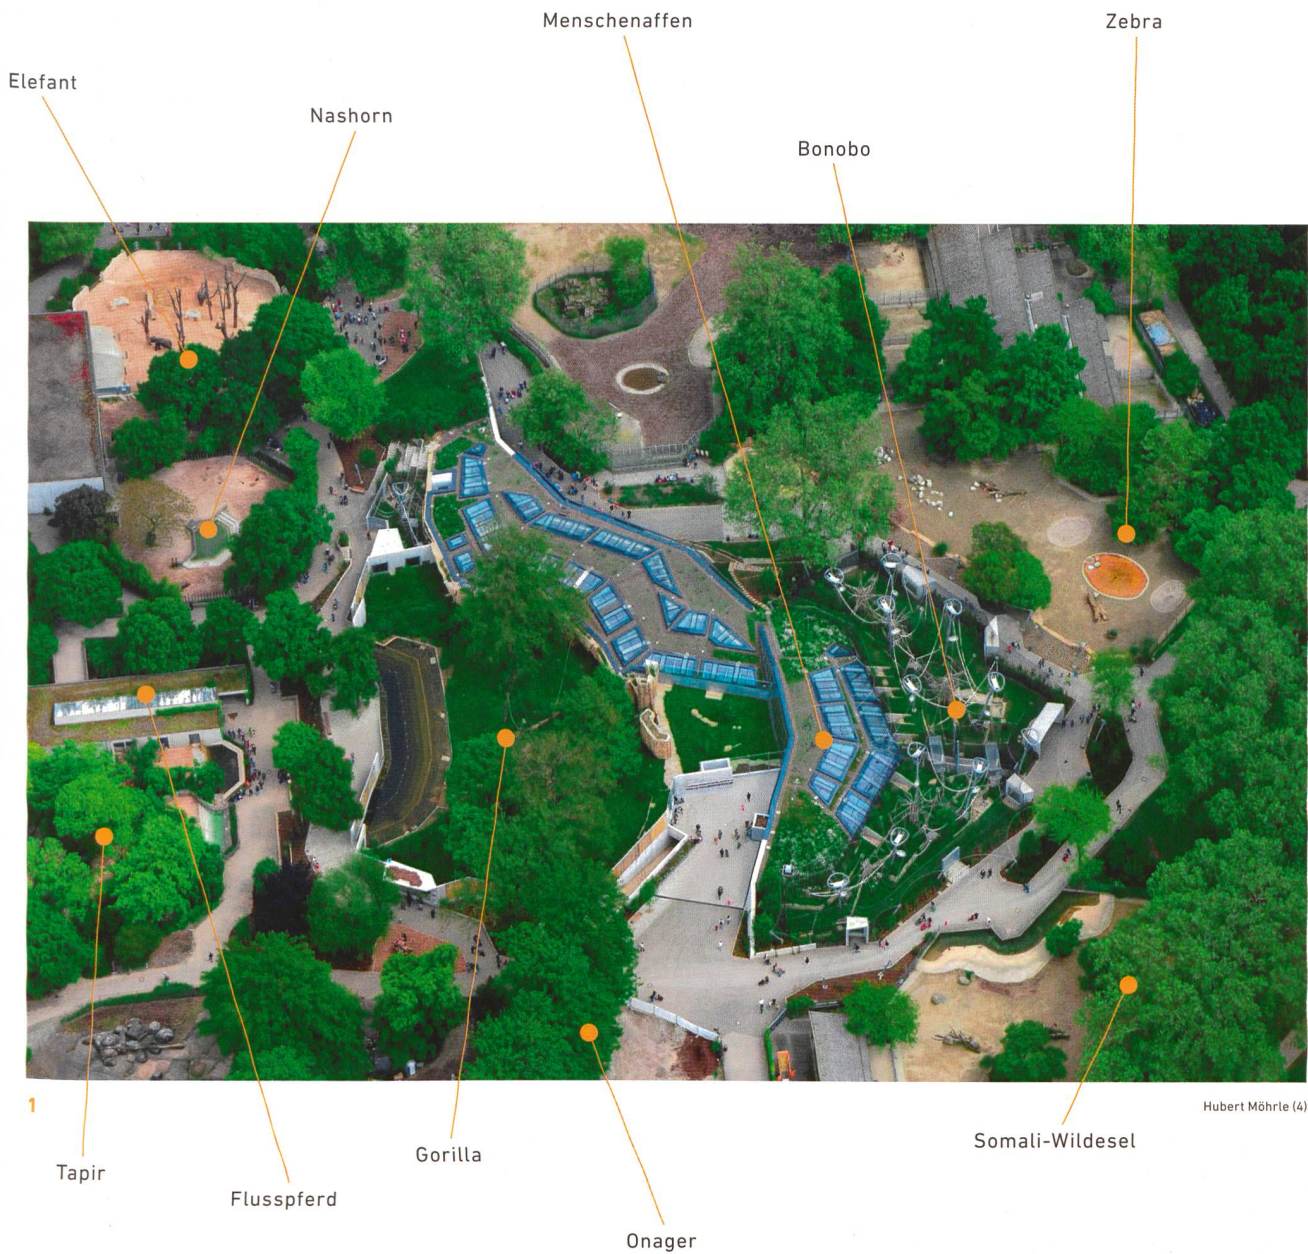 Menschenaffen
Zebra
Elefant
Nashorn
Bonobo
1
Hubert Möhrle (4)
Somali-Wildesel
Gorilla
Tapir
Flusspferd
Onager